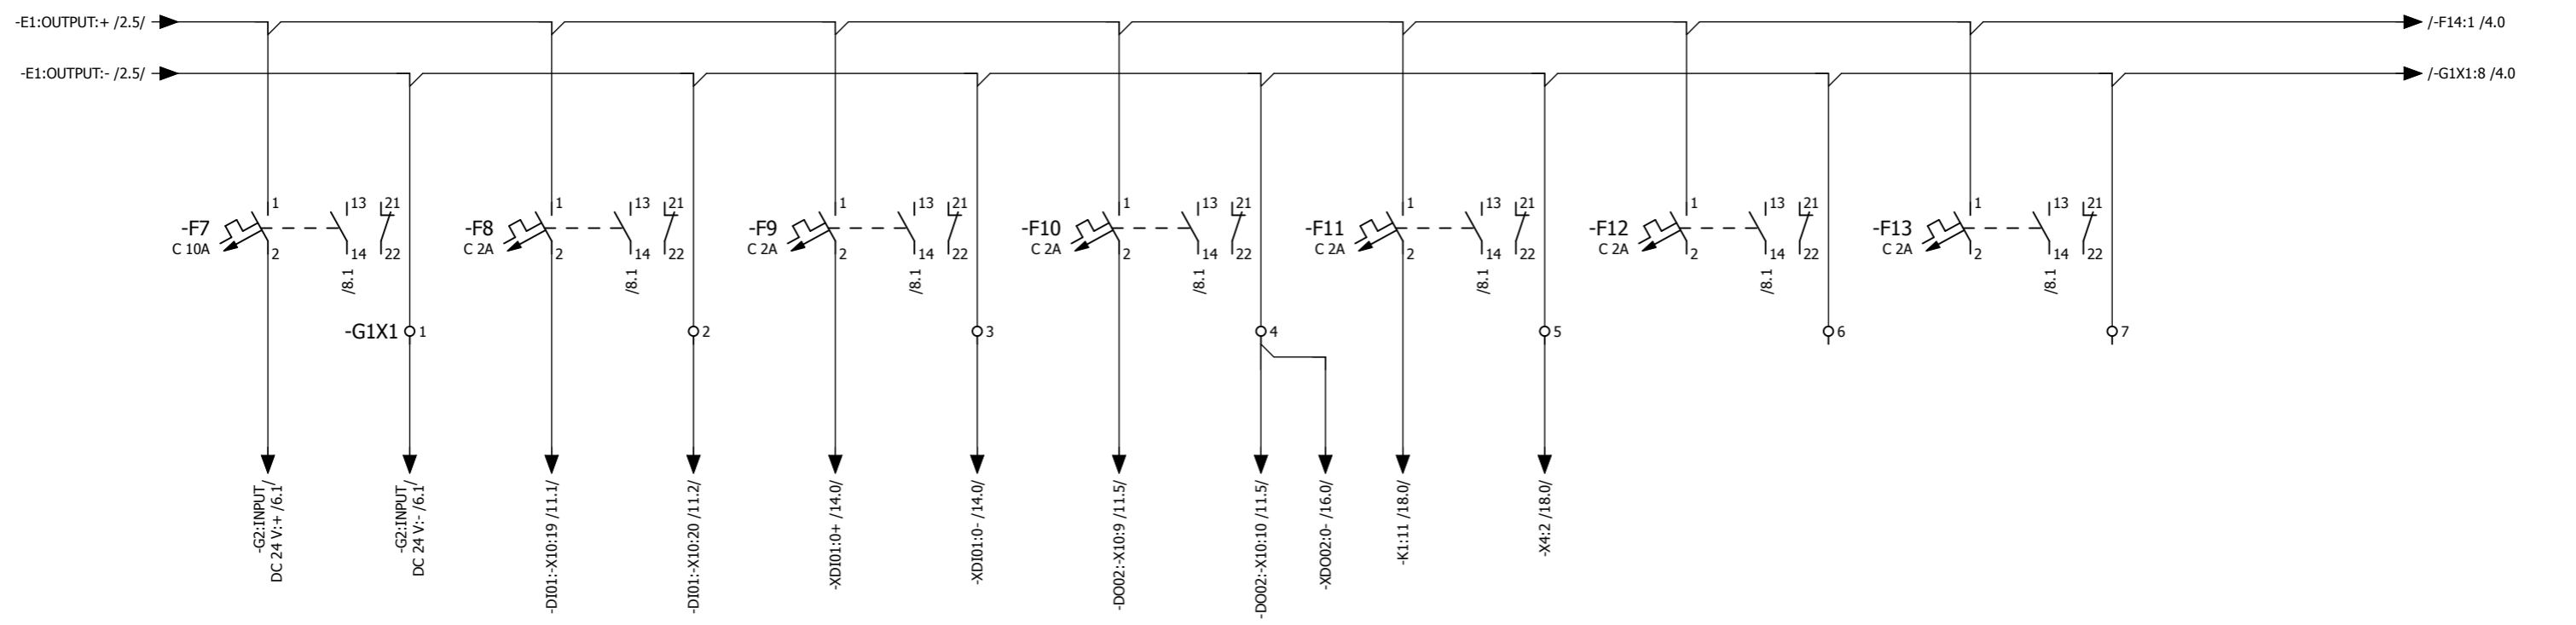 -E1:OUTPUT:+ /2.5/
/-F14:1 /4.0
-E1:OUTPUT:- /2.5/
/-G1X1:8 /4.0
-F7
C 10A
1
2
13
14
21
22
/8.1
-F8
C 2A
1
2
13
14
21
22
/8.1
-F9
C 2A
1
2
13
14
21
22
/8.1
-F10
C 2A
1
2
13
14
21
22
/8.1
-F11
C 2A
1
2
13
14
21
22
/8.1
-F12
C 2A
1
2
13
14
21
22
/8.1
-F13
C 2A
1
2
13
14
21
22
/8.1
-G1X1
1
2
3
4
5
6
7
-G2:INPUT
DC 24 V:+ /6.1/
-G2:INPUT
DC 24 V:- /6.1/
-DI01:-X10:19 /11.1/
-DI01:-X10:20 /11.2/
-XDI01:0+ /14.0/
-XDI01:0- /14.0/
-DO02:-X10:9 /11.5/
-DO02:-X10:10 /11.5/
-XDO02:0- /16.0/
-K1:11 /18.0/
-X4:2 /18.0/